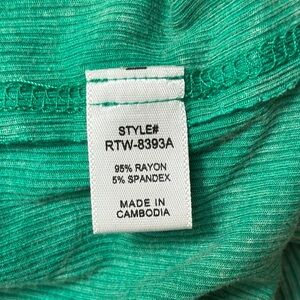 STYLE#
RTW-8393A
95% RAYON
5% SPANDEX
MADE IN
CAMBODIA